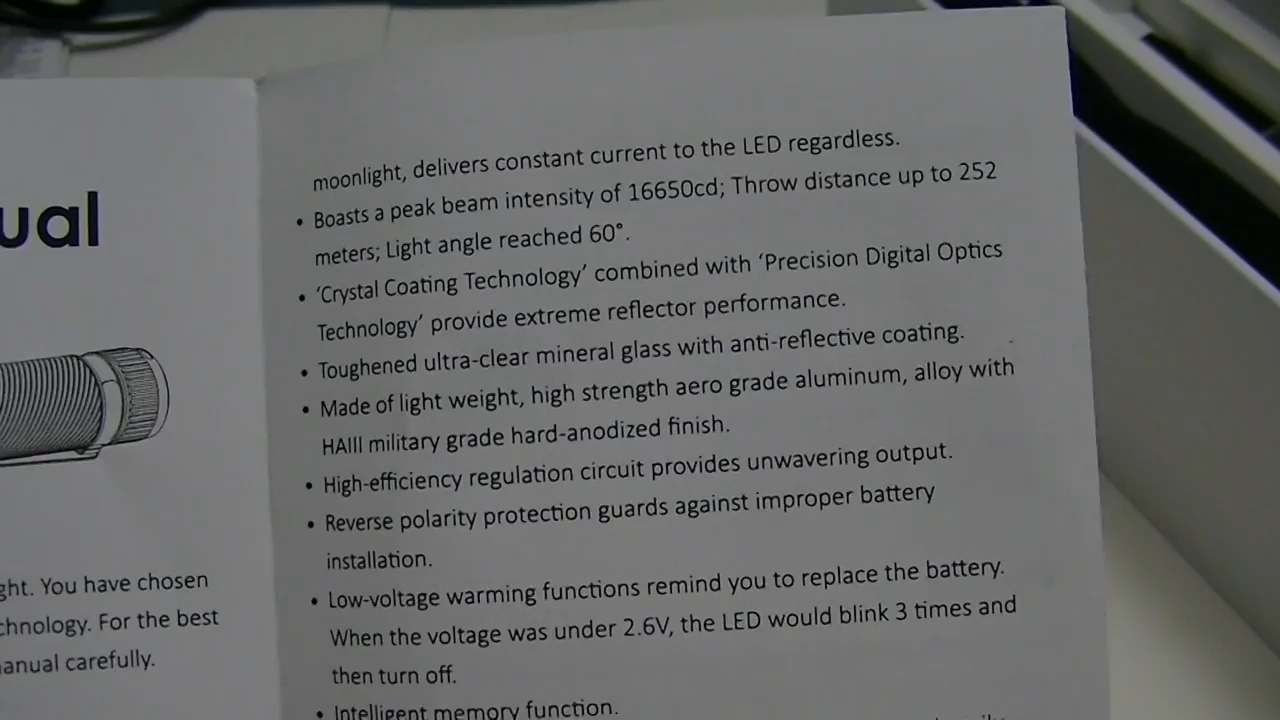 ual
ght. You have chosen
chnology. For the best
anual carefully.
moonlight, delivers constant current to the LED regardless.
• Boasts a peak beam intensity of 16650cd; Throw distance up to 252
meters; Light angle reached 60°.
• ‘Crystal Coating Technology’ combined with ‘Precision Digital Optics
Technology’ provide extreme reflector performance.
• Toughened ultra-clear mineral glass with anti-reflective coating.
• Made of light weight, high strength aero grade aluminum, alloy with
HAIII military grade hard-anodized finish.
• High-efficiency regulation circuit provides unwavering output.
• Reverse polarity protection guards against improper battery
installation.
• Low-voltage warming functions remind you to replace the battery.
When the voltage was under 2.6V, the LED would blink 3 times and
then turn off.
• Intelligent memory function.